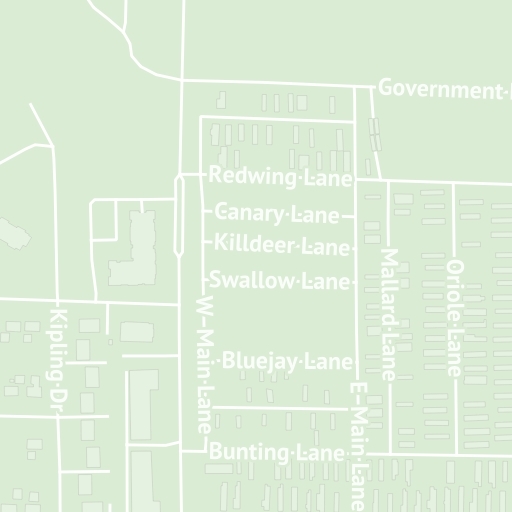 Government
Redwing Lane
Canary Lane
Killdeer Lane
Swallow Lane
Mallard Lane
Oriole Lane
W-Main Lane
Kipling Dr
Bluejay Lane
E-Main Lane
Bunting Lane